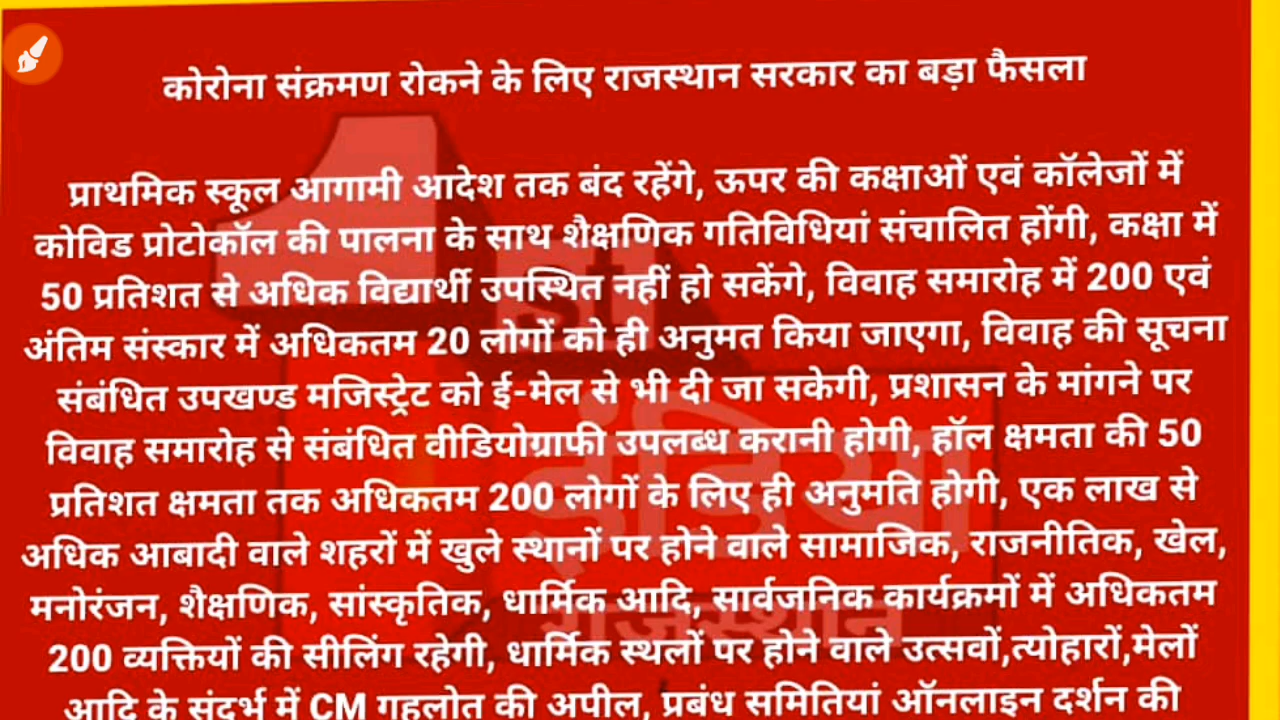 कोरोना संक्रमण रोकने के लिए राजस्थान सरकार का बड़ा फैसला
प्राथमिक स्कूल आगामी आदेश तक बंद रहेंगे, ऊपर की कक्षाओं एवं कॉलेजों में
कोविड प्रोटोकॉल की पालना के साथ शैक्षणिक गतिविधियां संचालित होंगी, कक्षा में
50 प्रतिशत से अधिक विद्यार्थी उपस्थित नहीं हो सकेंगे, विवाह समारोह में 200 एवं
अंतिम संस्कार में अधिकतम 20 लोगों को ही अनुमत किया जाएगा, विवाह की सूचना
संबंधित उपखण्ड मजिस्ट्रेट को ई-मेल से भी दी जा सकेगी, प्रशासन के मांगने पर
विवाह समारोह से संबंधित वीडियोग्राफी उपलब्ध करानी होगी, हॉल क्षमता की 50
प्रतिशत क्षमता तक अधिकतम 200 लोगों के लिए ही अनुमति होगी, एक लाख से
अधिक आबादी वाले शहरों में खुले स्थानों पर होने वाले सामाजिक, राजनीतिक, खेल,
मनोरंजन, शैक्षणिक, सांस्कृतिक, धार्मिक आदि, सार्वजनिक कार्यक्रमों में अधिकतम
200 व्यक्तियों की सीलिंग रहेगी, धार्मिक स्थलों पर होने वाले उत्सवों,त्योहारों,मेलों
आदि के संदर्भ में CM गहलोत की अपील, प्रबंध समितियां ऑनलाइन दर्शन की
1
इंडिया
राजस्थान